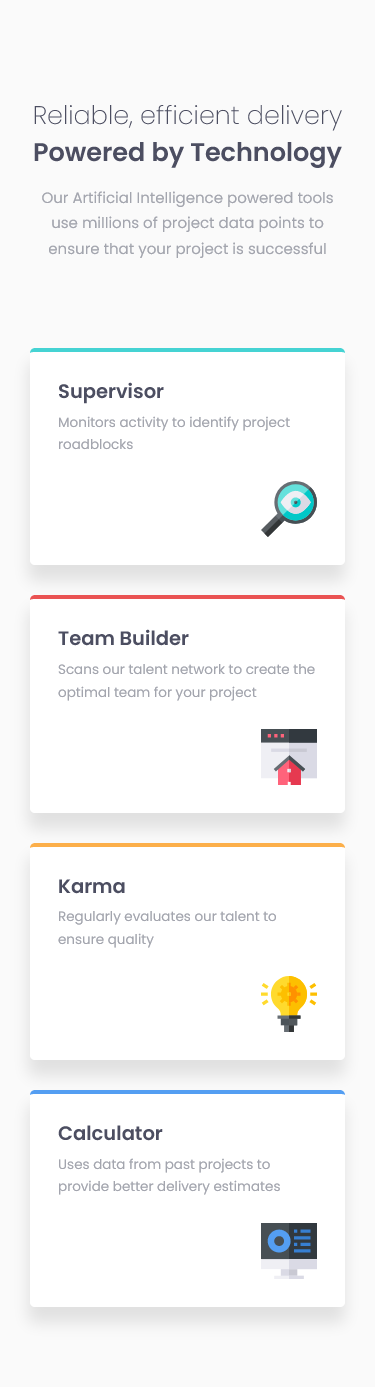 Reliable, efficient delivery
Powered by Technology
Our Artificial Intelligence powered tools
use millions of project data points to
ensure that your project is successful
Supervisor
Monitors activity to identify project
roadblocks
Team Builder
Scans our talent network to create the
optimal team for your project
Karma
Regularly evaluates our talent to
ensure quality
Calculator
Uses data from past projects to
provide better delivery estimates